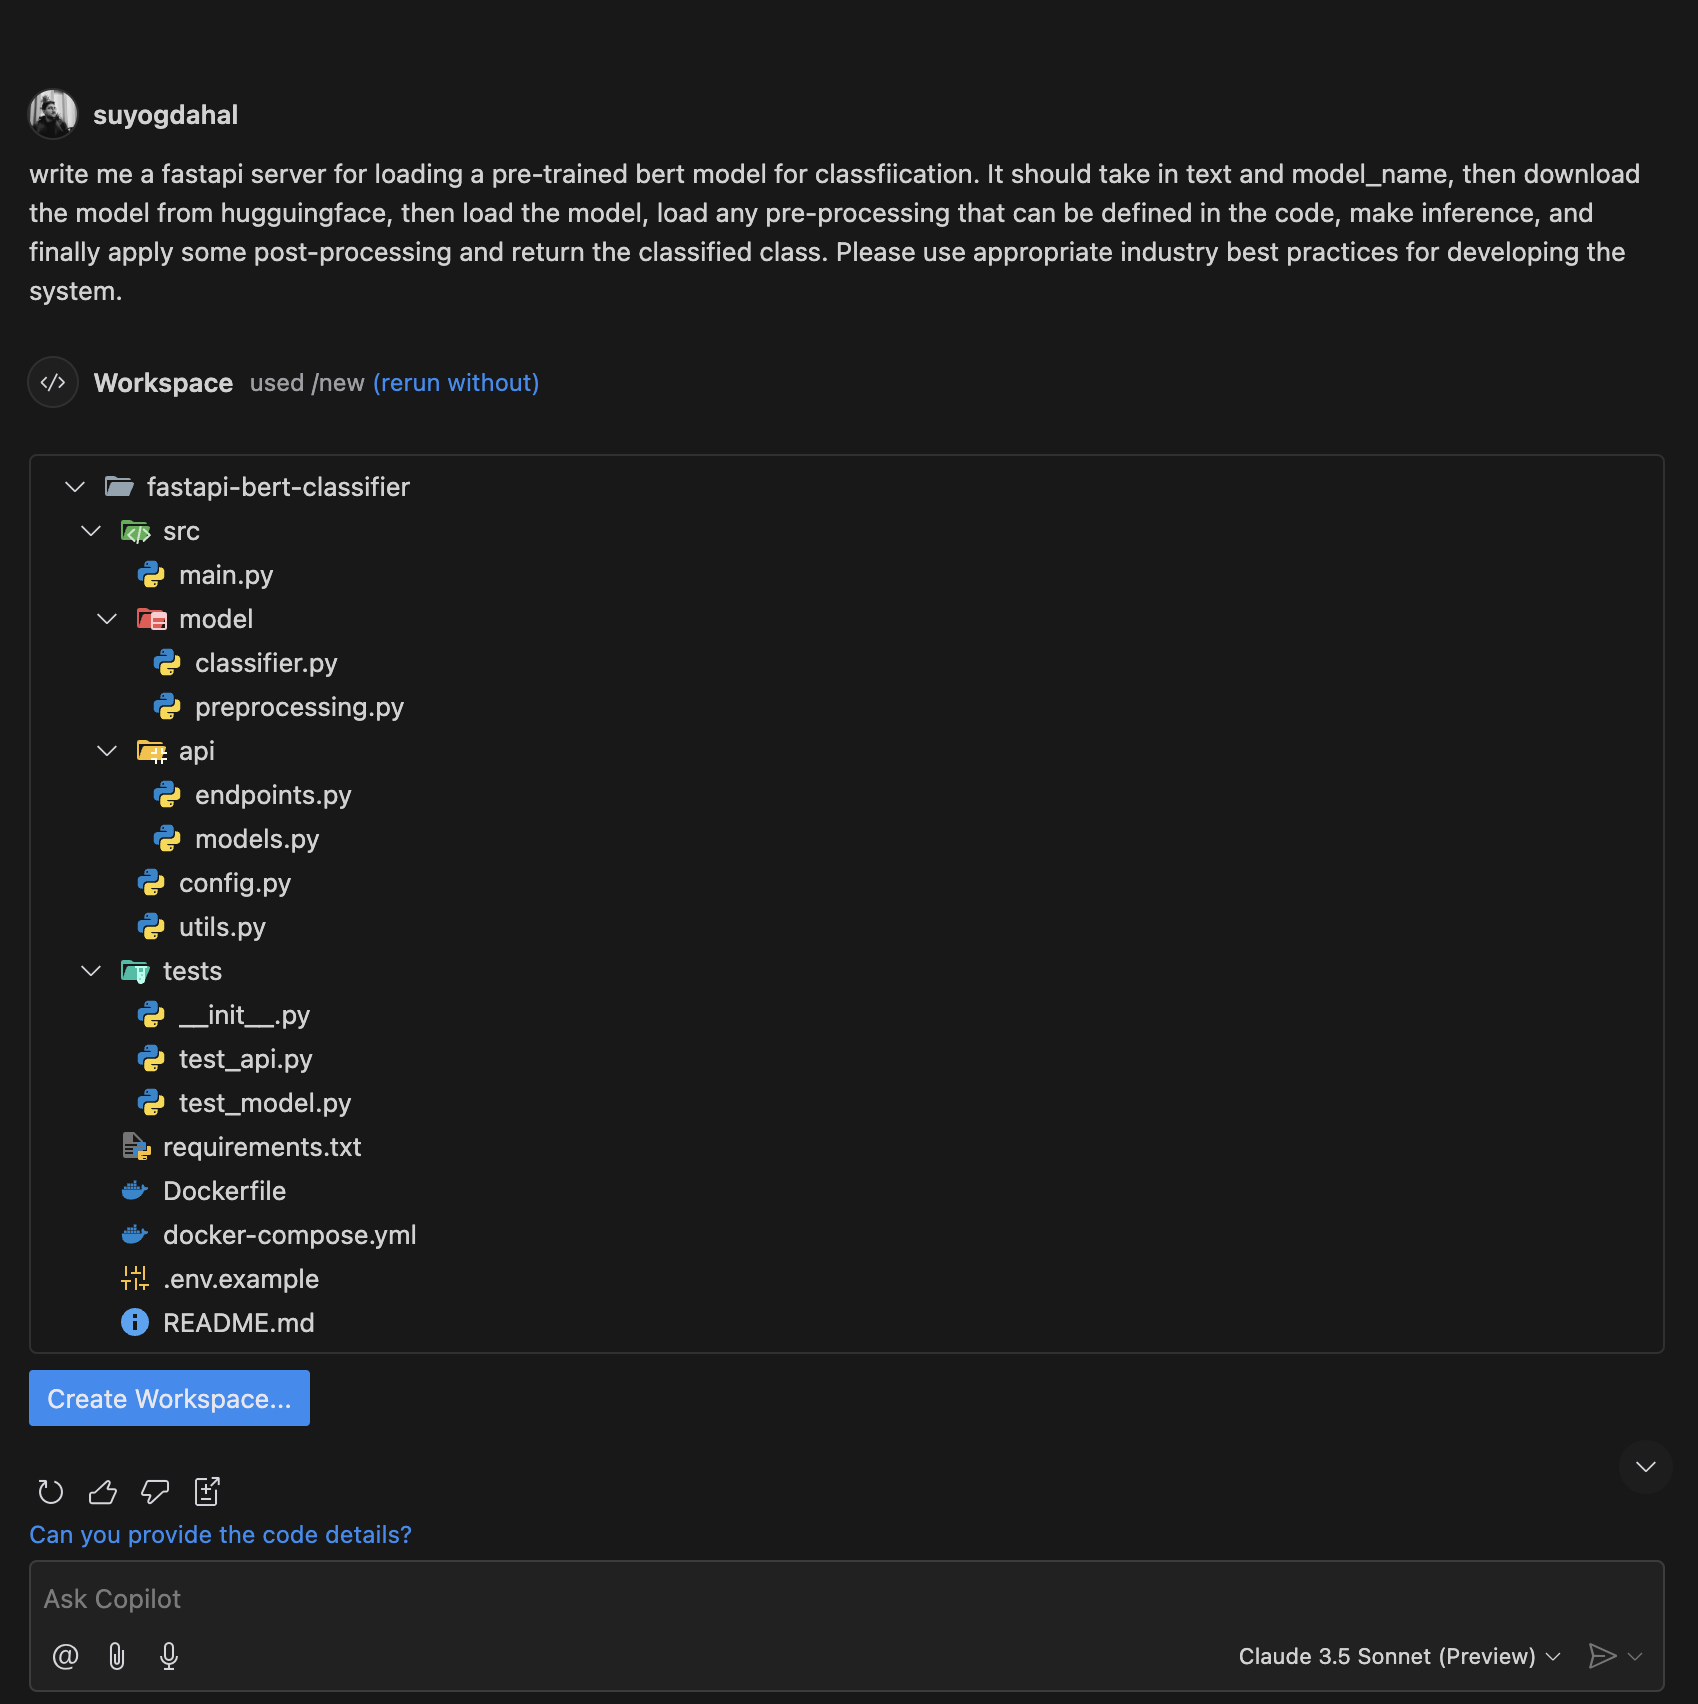 suyogdahal
write me a fastapi server for loading a pre-trained bert model for classfiication. It should take in text and model_name, then download
the model from hugguingface, then load the model, load any pre-processing that can be defined in the code, make inference, and
finally apply some post-processing and return the classified class. Please use appropriate industry best practices for developing the
system.
</> Workspace used /new (rerun without)
fastapi-bert-classifier
src
main.py
model
classifier.py
preprocessing.py
api
endpoints.py
models.py
config.py
utils.py
tests
__init__.py
test_api.py
test_model.py
requirements.txt
Dockerfile
docker-compose.yml
.env.example
README.md
Create Workspace...
Can you provide the code details?
Ask Copilot
@ Claude 3.5 Sonnet (Preview)